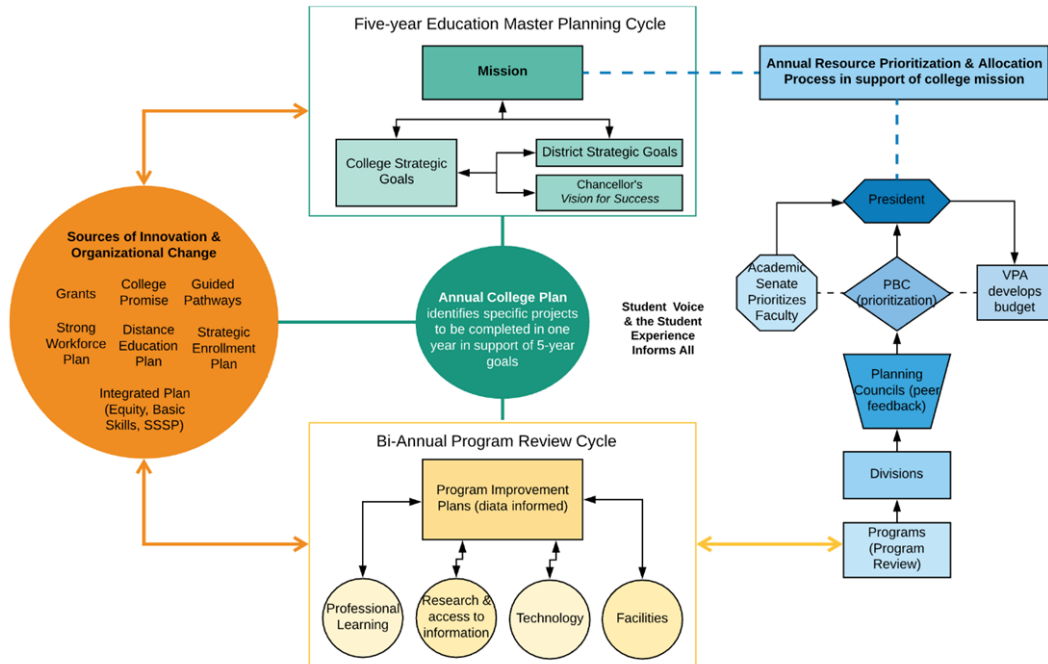 Five-year Education Master Planning Cycle
Mission
College Strategic
Goals
District Strategic Goals
Chancellor's
Vision for Success
Annual Resource Prioritization & Allocation
Process in support of college mission
Sources of Innovation &
Organizational Change
Grants
College
Promise
Guided
Pathways
Strong
Workforce
Plan
Distance
Education
Plan
Strategic
Enrollment
Plan
Integrated Plan
(Equity, Basic
Skills, SSSP)
Annual College Plan
identifies specific projects
to be completed in one
year in support of 5-year
goals
Student Voice
& the Student
Experience
Informs All
President
Academic
Senate
Prioritizes
Faculty
PBC
(prioritization)
VPA
develops
budget
Planning
Councils (peer
feedback)
Divisions
Programs
(Program
Review)
Bi-Annual Program Review Cycle
Program Improvement
Plans (diata informed)
Professional
Learning
Research &
access to
information
Technology
Facilities